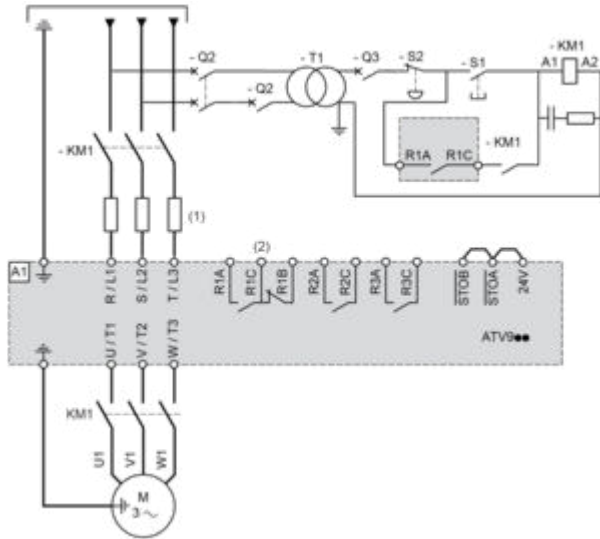 - Q2
- T1
- Q3
- S2
- S1
- KM1
A1 A2
- Q2
- KM1
R1A R1C
- KM1
(1)
(2)
A1
R / L1
S / L2
T / L3
R1A
R1C
R1B
R2A
R2C
R3A
R3C
STOB
STOA
24V
ATV9●●
U / T1
V / T2
W / T3
KM1
U1
V1
W1
M
3 ~